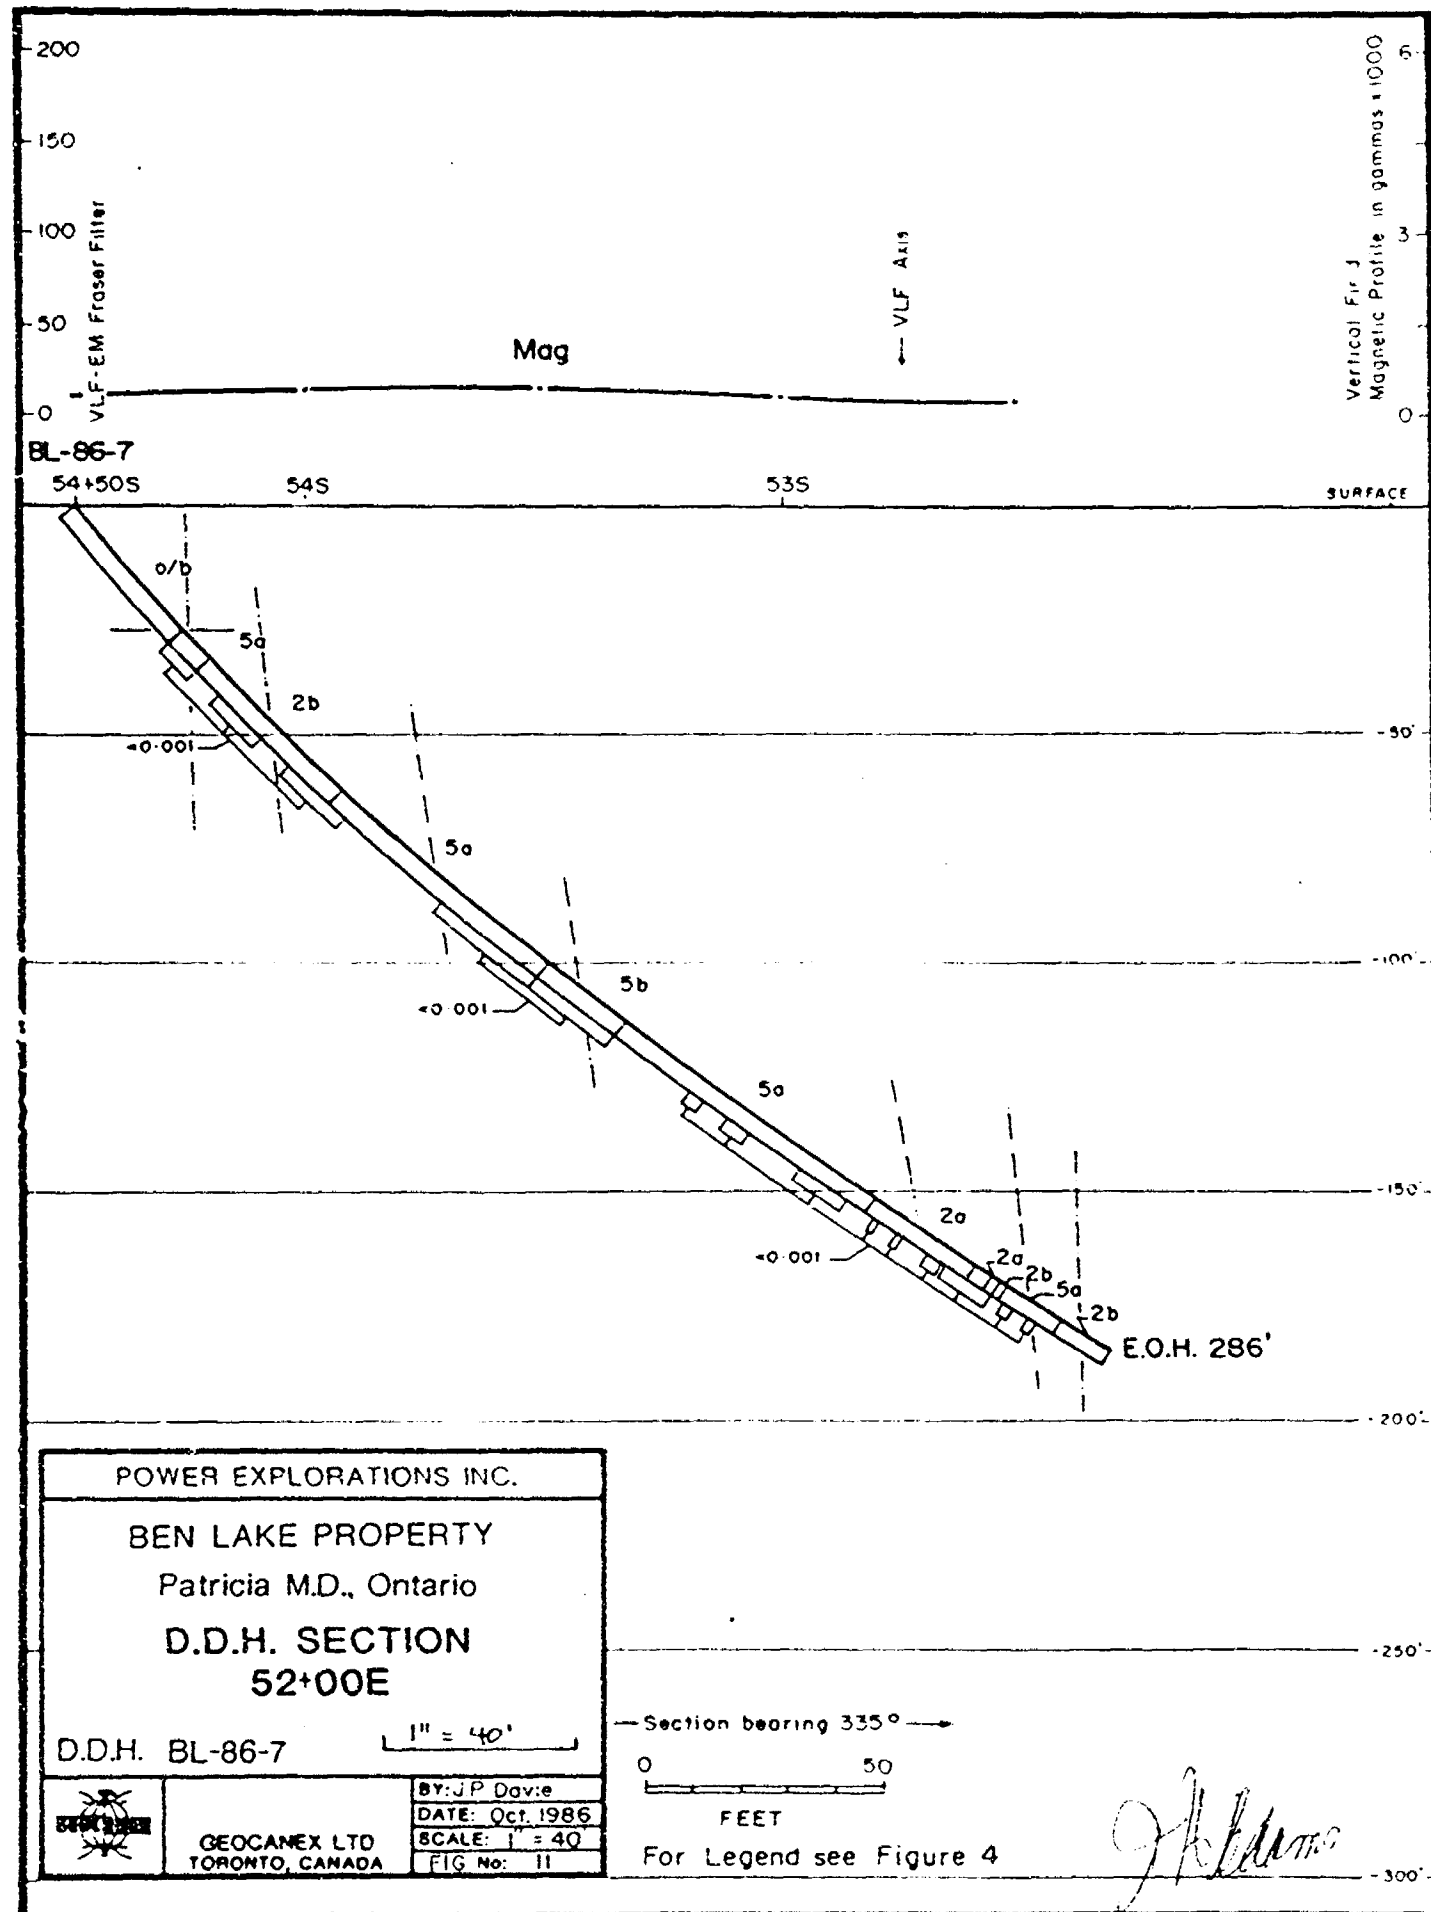 200
150
100
50
0
VLF-EM Fraser Filter
6
3
0
Vertical
Magnetic Profile in gammas x 1000
← VLF Axis
Mag
BL-86-7
54+50S
54S
53S
SURFACE
o/b
5a
2b
<0.001
-50'
5a
-100'
5b
<0.001
5a
-150'
2a
<0.001
2a
2b
5a
2b
E.O.H. 286'
-200'
-250'
-300'
POWER EXPLORATIONS INC.
BEN LAKE PROPERTY
Patricia M.D., Ontario
D.D.H. SECTION
52+00E
D.D.H. BL-86-7
1" = 40'
GEOCANEX LTD
TORONTO, CANADA
BY: J P Davie
DATE: Oct. 1986
SCALE: 1" = 40'
FIG No: 11
Section bearing 335° →
0 50
FEET
For Legend see Figure 4